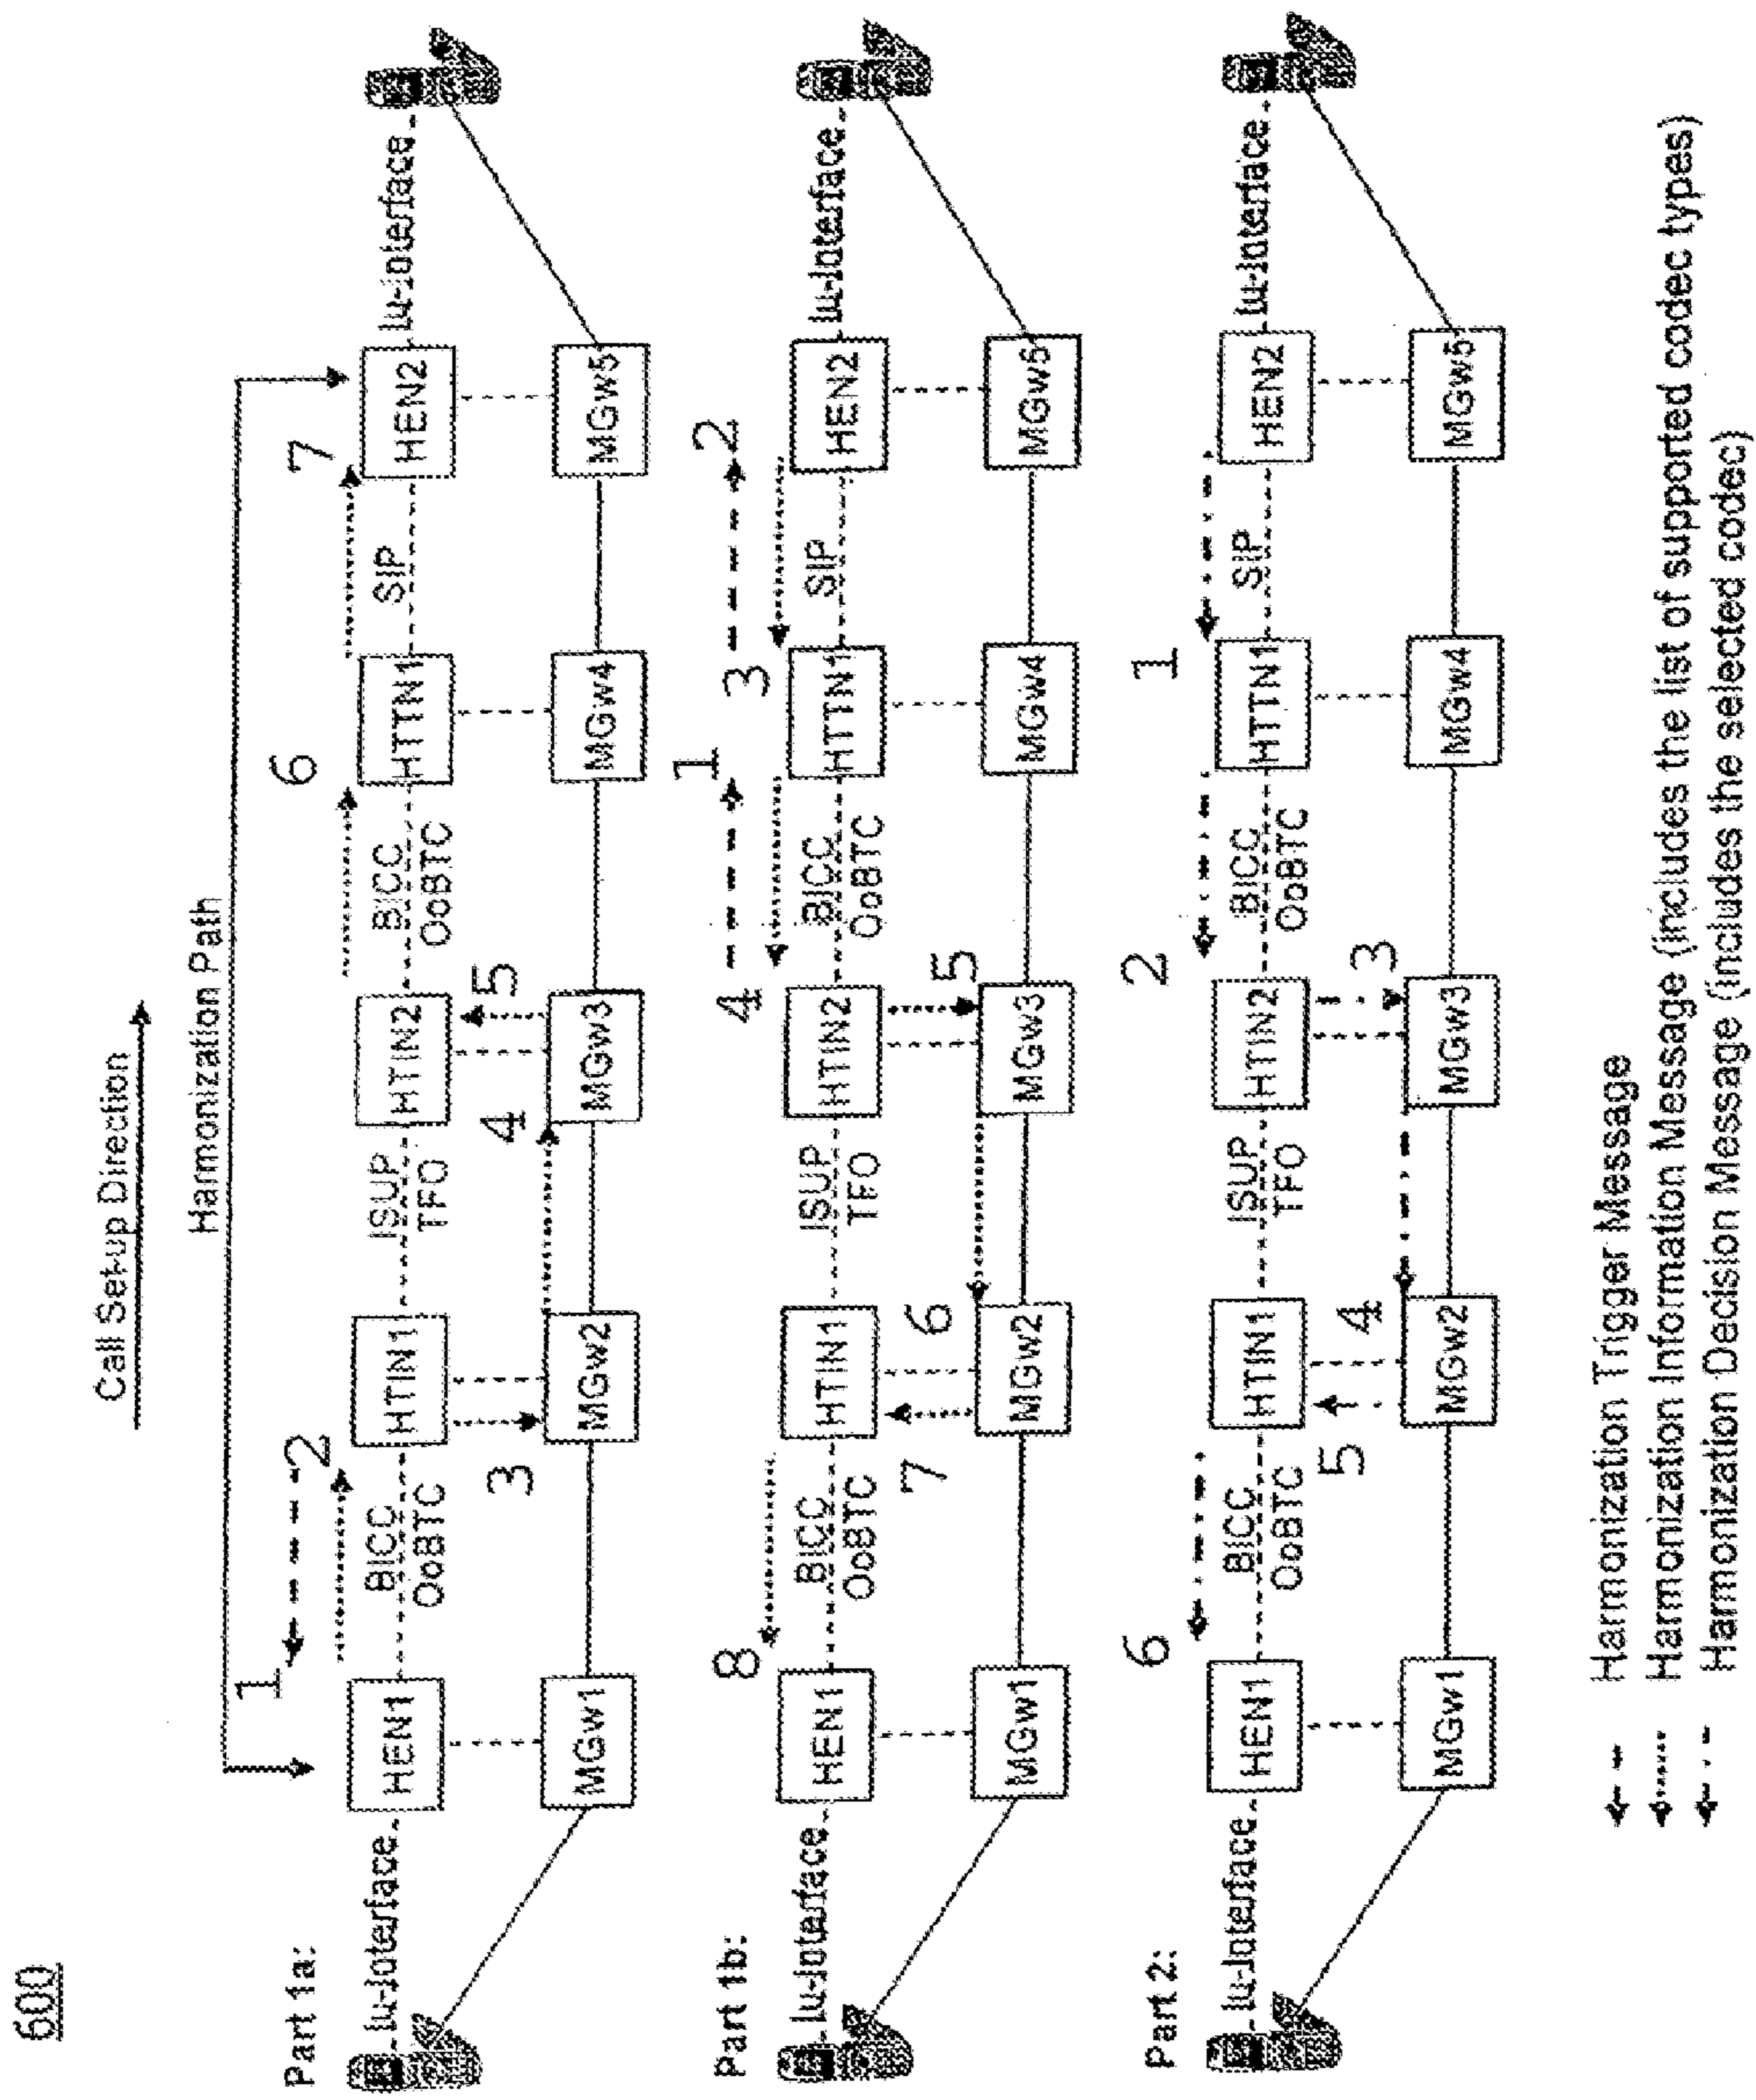 600
Call Set-up Direction
Harmonization Path
Part 1a:
1
2
6
7
Iu-Interface
HEN1
BICC
OoBTC
HTIN1
ISUP
TFO
HTIN2
BICC
OoBTC
HTTN1
SIP
HEN2
Iu-Interface
3
4
5
MGw1
MGw2
MGw3
MGw4
MGw5
Part 1b:
8
4
1
3
2
Iu-Interface
HEN1
BICC
OoBTC
HTIN1
ISUP
TFO
HTIN2
BICC
OoBTC
HTTN1
SIP
HEN2
Iu-Interface
7
6
5
MGw1
MGw2
MGw3
MGw4
MGw5
Part 2:
6
2
1
Iu-Interface
HEN1
BICC
OoBTC
HTIN1
ISUP
TFO
HTIN2
BICC
OoBTC
HTTN1
SIP
HEN2
Iu-Interface
5
4
3
MGw1
MGw2
MGw3
MGw4
MGw5
Harmonization Trigger Message
Harmonization Information Message (includes the list of supported codec types)
Harmonization Decision Message (includes the selected codec)